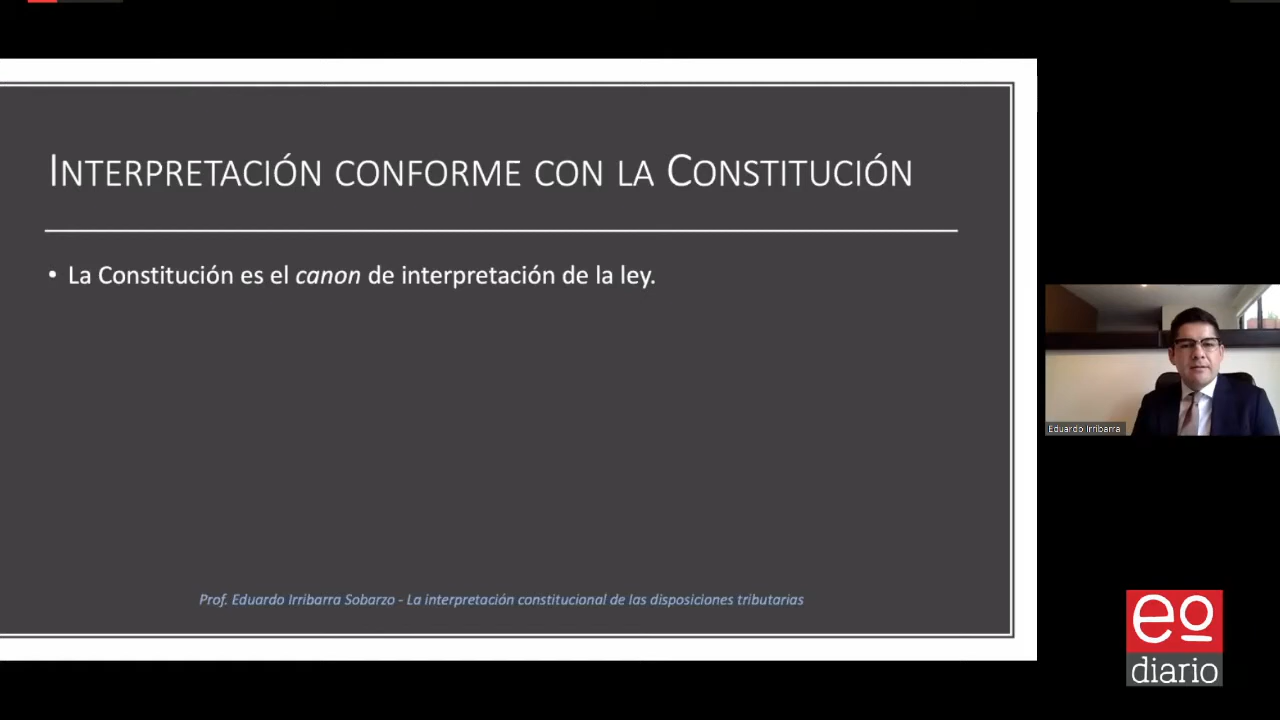 INTERPRETACIÓN CONFORME CON LA CONSTITUCIÓN
• La Constitución es el canon de interpretación de la ley.
Prof. Eduardo Irribarra Sobarzo - La interpretación constitucional de las disposiciones tributarias
Eduardo Irribarra
eo
diario